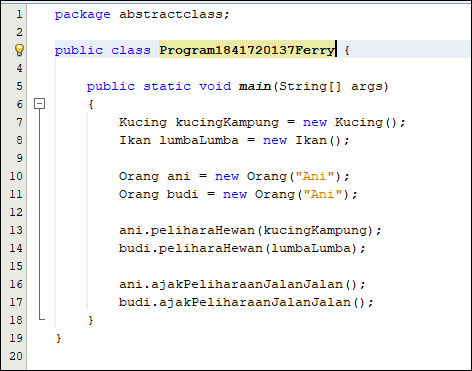 1 package abstractclass;
2
3 public class Program1841720137Ferry {
4
5 public static void main(String[] args)
6 {
7 Kucing kucingKampung = new Kucing();
8 Ikan lumbaLumba = new Ikan();
9
10 Orang ani = new Orang("Ani");
11 Orang budi = new Orang("Ani");
12
13 ani.peliharaHewan(kucingKampung);
14 budi.peliharaHewan(lumbaLumba);
15
16 ani.ajakPeliharaanJalanJalan();
17 budi.ajakPeliharaanJalanJalan();
18 }
19 }
20